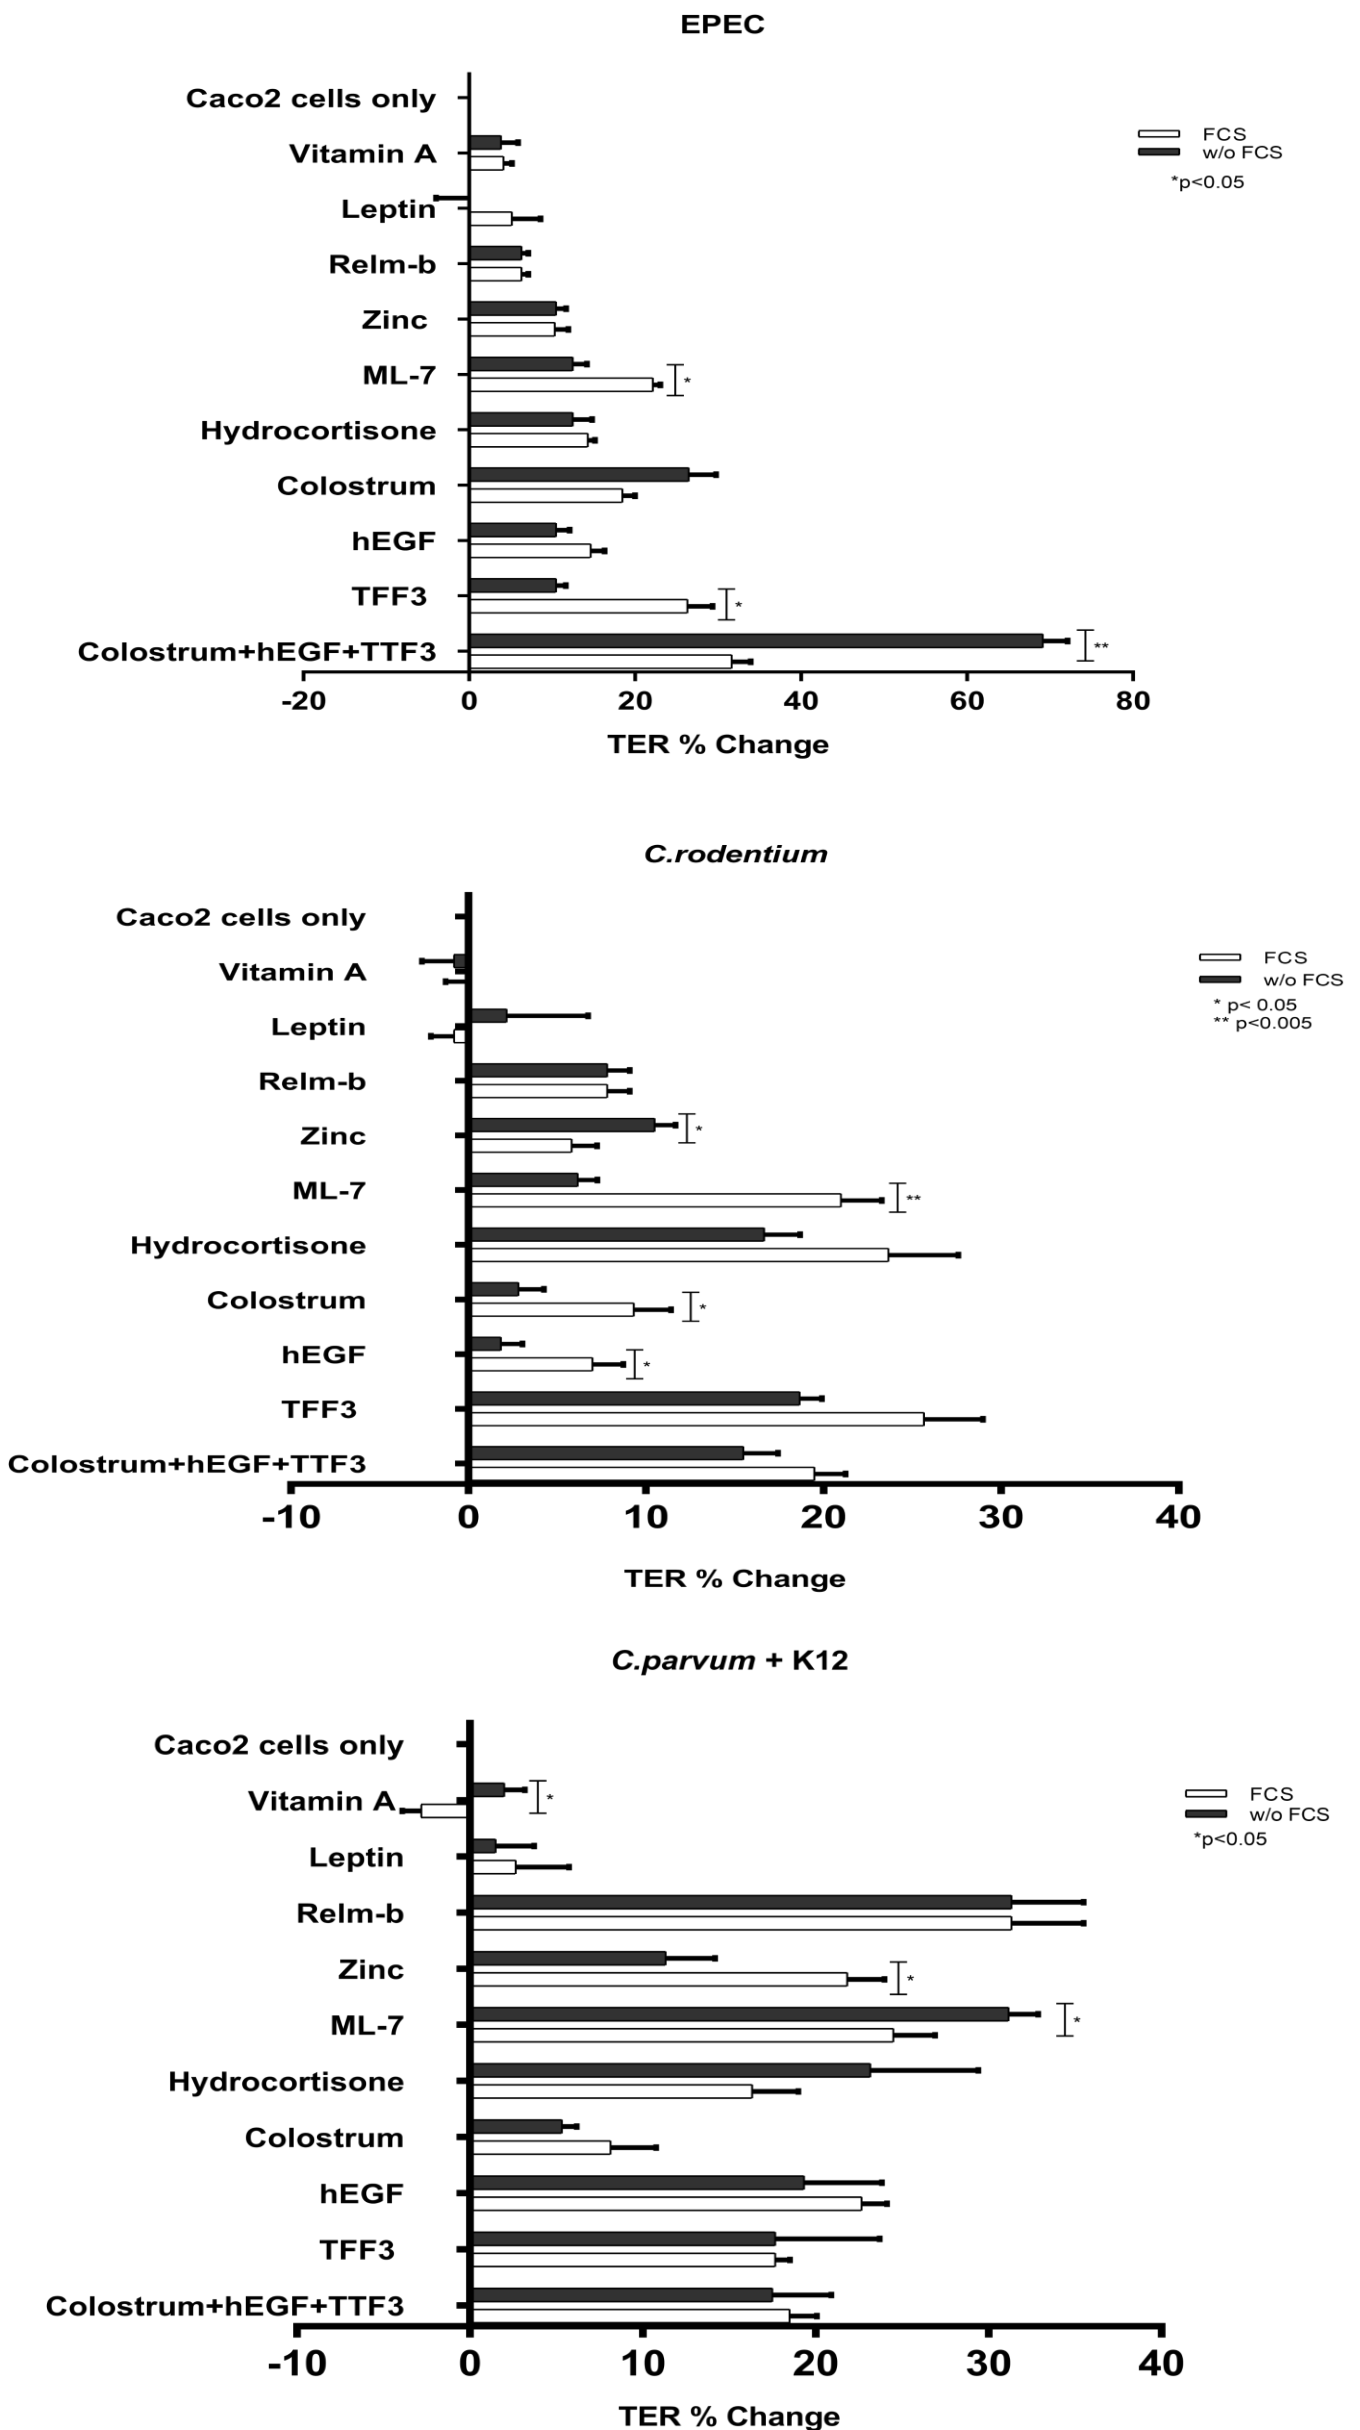 EPEC
Caco2 cells only
Vitamin A
Leptin
Relm-b
Zinc
ML-7
Hydrocortisone
Colostrum
hEGF
TFF3
Colostrum+hEGF+TTF3
FCS
w/o FCS
*p<0.05
*
*
**
-20 0 20 40 60 80
TER % Change
C.rodentium
Caco2 cells only
Vitamin A
Leptin
Relm-b
Zinc
ML-7
Hydrocortisone
Colostrum
hEGF
TFF3
Colostrum+hEGF+TTF3
FCS
w/o FCS
* p< 0.05
** p<0.005
*
**
*
*
-10 0 10 20 30 40
TER % Change
C.parvum + K12
Caco2 cells only
Vitamin A
Leptin
Relm-b
Zinc
ML-7
Hydrocortisone
Colostrum
hEGF
TFF3
Colostrum+hEGF+TTF3
FCS
w/o FCS
*p<0.05
*
*
*
-10 0 10 20 30 40
TER % Change